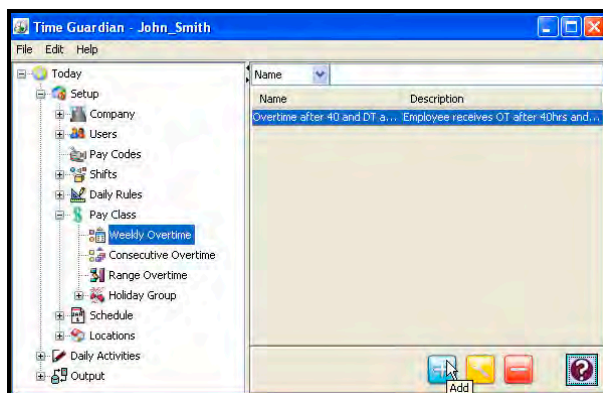 Time Guardian - John_Smith
File Edit Help
Today
Setup
Company
Users
Pay Codes
Shifts
Daily Rules
Pay Class
Weekly Overtime
Consecutive Overtime
Range Overtime
Holiday Group
Schedule
Locations
Daily Activities
Output
Name
Name Description
Overtime after 40 and DT a... Employee receives OT after 40hrs and...
Add